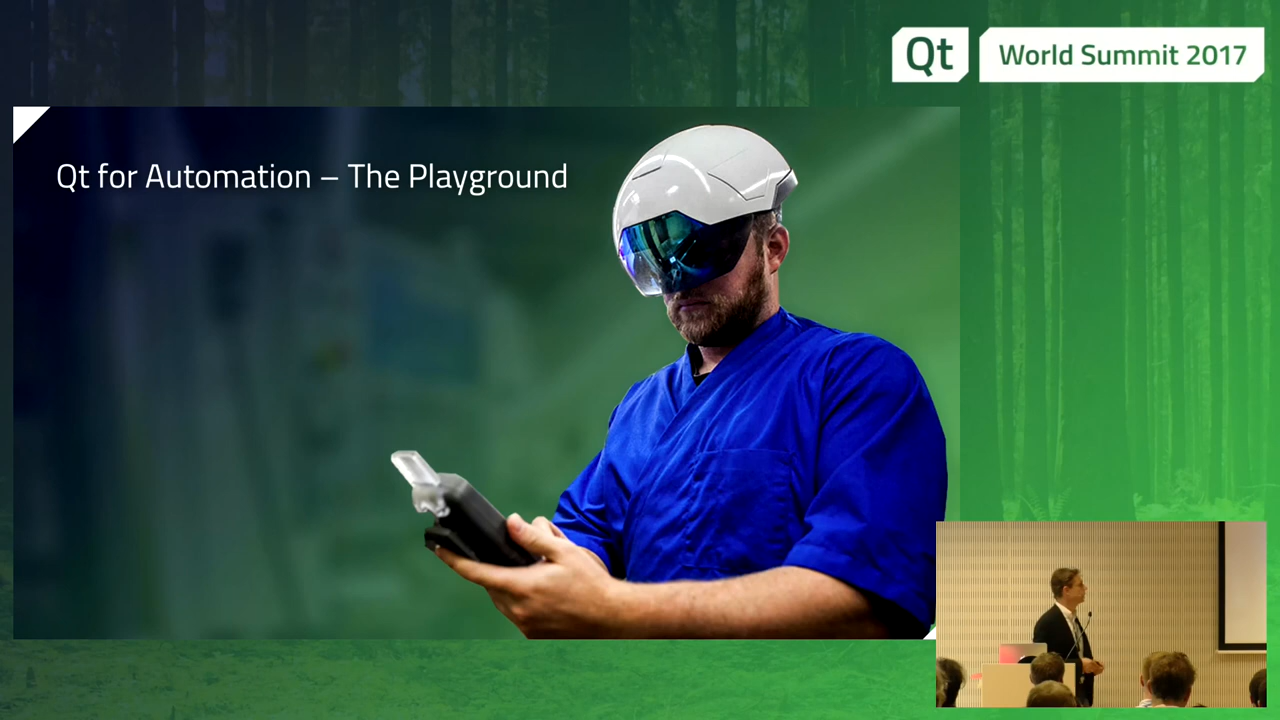 Qt World Summit 2017
Qt for Automation – The Playground